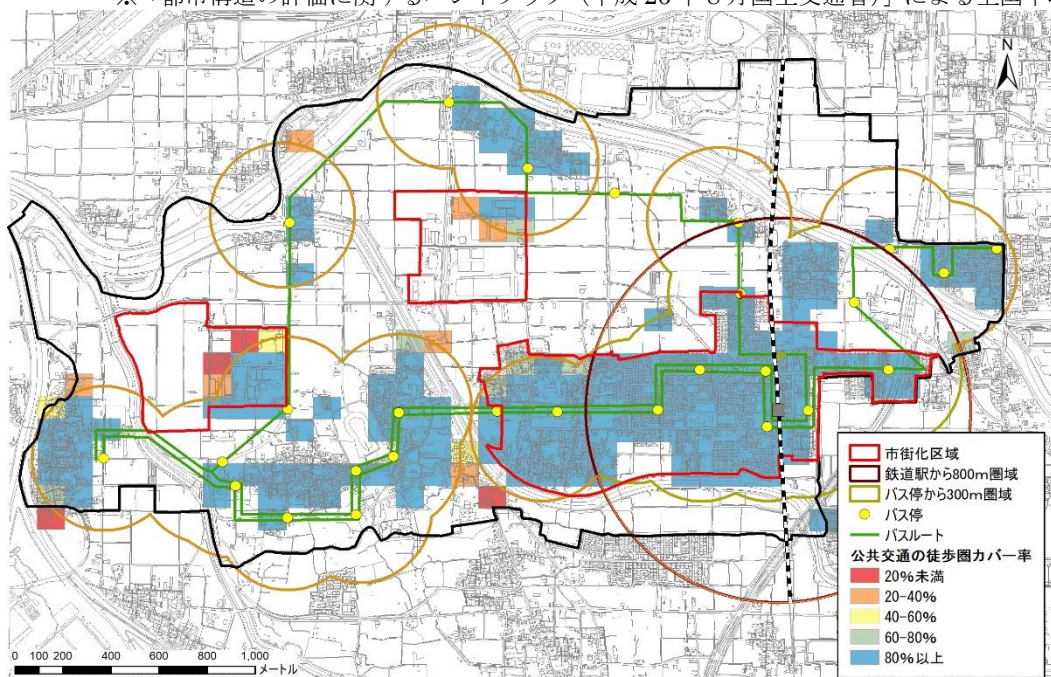 ※「都市構造の評価に関するハンドブック（平成 26 年 8 月国土交通省）」による全国平
N
市街化区域
鉄道駅から800m圏域
バス停から300m圏域
バス停
バスルート
公共交通の徒歩圏カバー率
20%未満
20-40%
40-60%
60-80%
80%以上
0 100 200 400 600 800 1,000
メートル